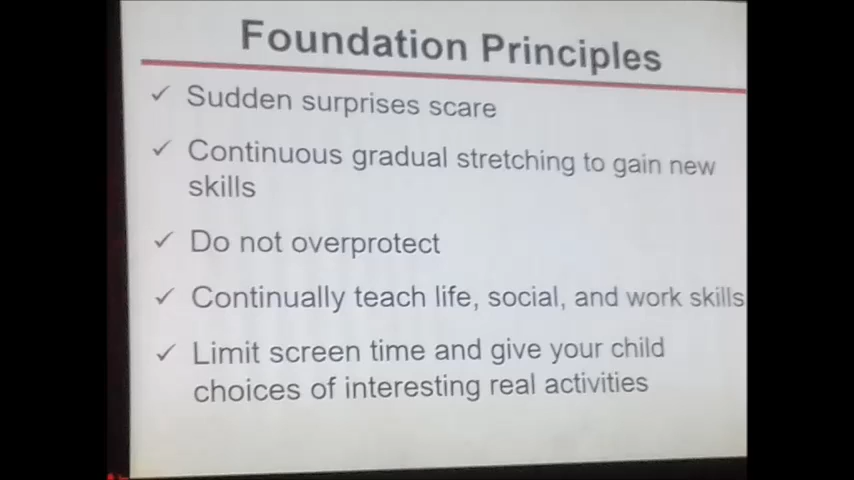 Foundation Principles
✓ Sudden surprises scare
✓ Continuous gradual stretching to gain new
skills
✓ Do not overprotect
✓ Continually teach life, social, and work skills
✓ Limit screen time and give your child
choices of interesting real activities